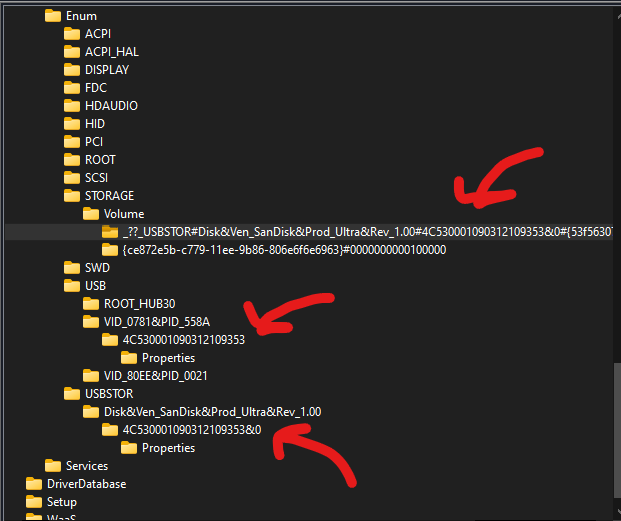 Enum
ACPI
ACPI_HAL
DISPLAY
FDC
HDAUDIO
HID
PCI
ROOT
SCSI
STORAGE
Volume
_??_USBSTOR#Disk&Ven_SanDisk&Prod_Ultra&Rev_1.00#4C530001090312109353&0#{53f56307
{ce872e5b-c779-11ee-9b86-806e6f6e6963}#0000000000100000
SWD
USB
ROOT_HUB30
VID_0781&PID_558A
4C530001090312109353
Properties
VID_80EE&PID_0021
USBSTOR
Disk&Ven_SanDisk&Prod_Ultra&Rev_1.00
4C530001090312109353&0
Properties
Services
DriverDatabase
Setup
WaaS